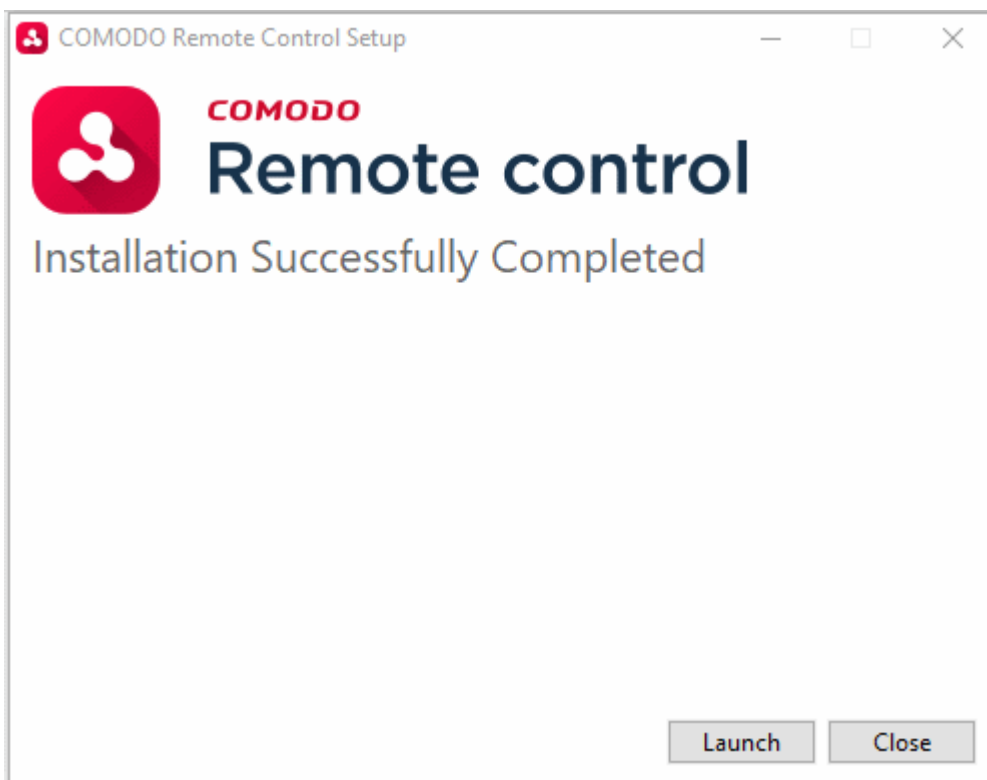 COMODO Remote Control Setup
COMODO
Remote control
Installation Successfully Completed
Launch Close